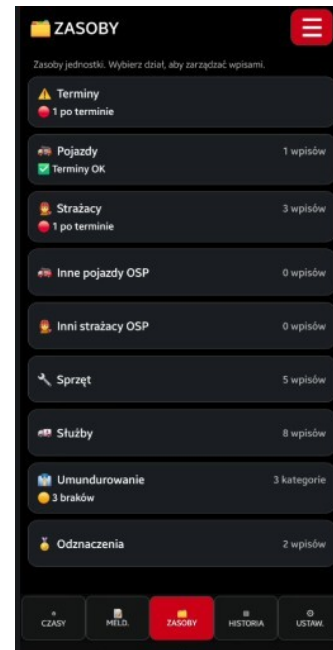 ZASOBY
Zasoby jednostki. Wybierz dział, aby zarządzać wpisami.
Terminy
1 po terminie
Pojazdy 1 wpisów
Terminy OK
Strażacy 3 wpisów
1 po terminie
Inne pojazdy OSP 0 wpisów
Inni strażacy OSP 0 wpisów
Sprzęt 5 wpisów
Służby 8 wpisów
Umundurowanie 3 kategorie
3 braków
Odznaczenia 2 wpisów
CZASY MELD. ZASOBY HISTORIA USTAW.